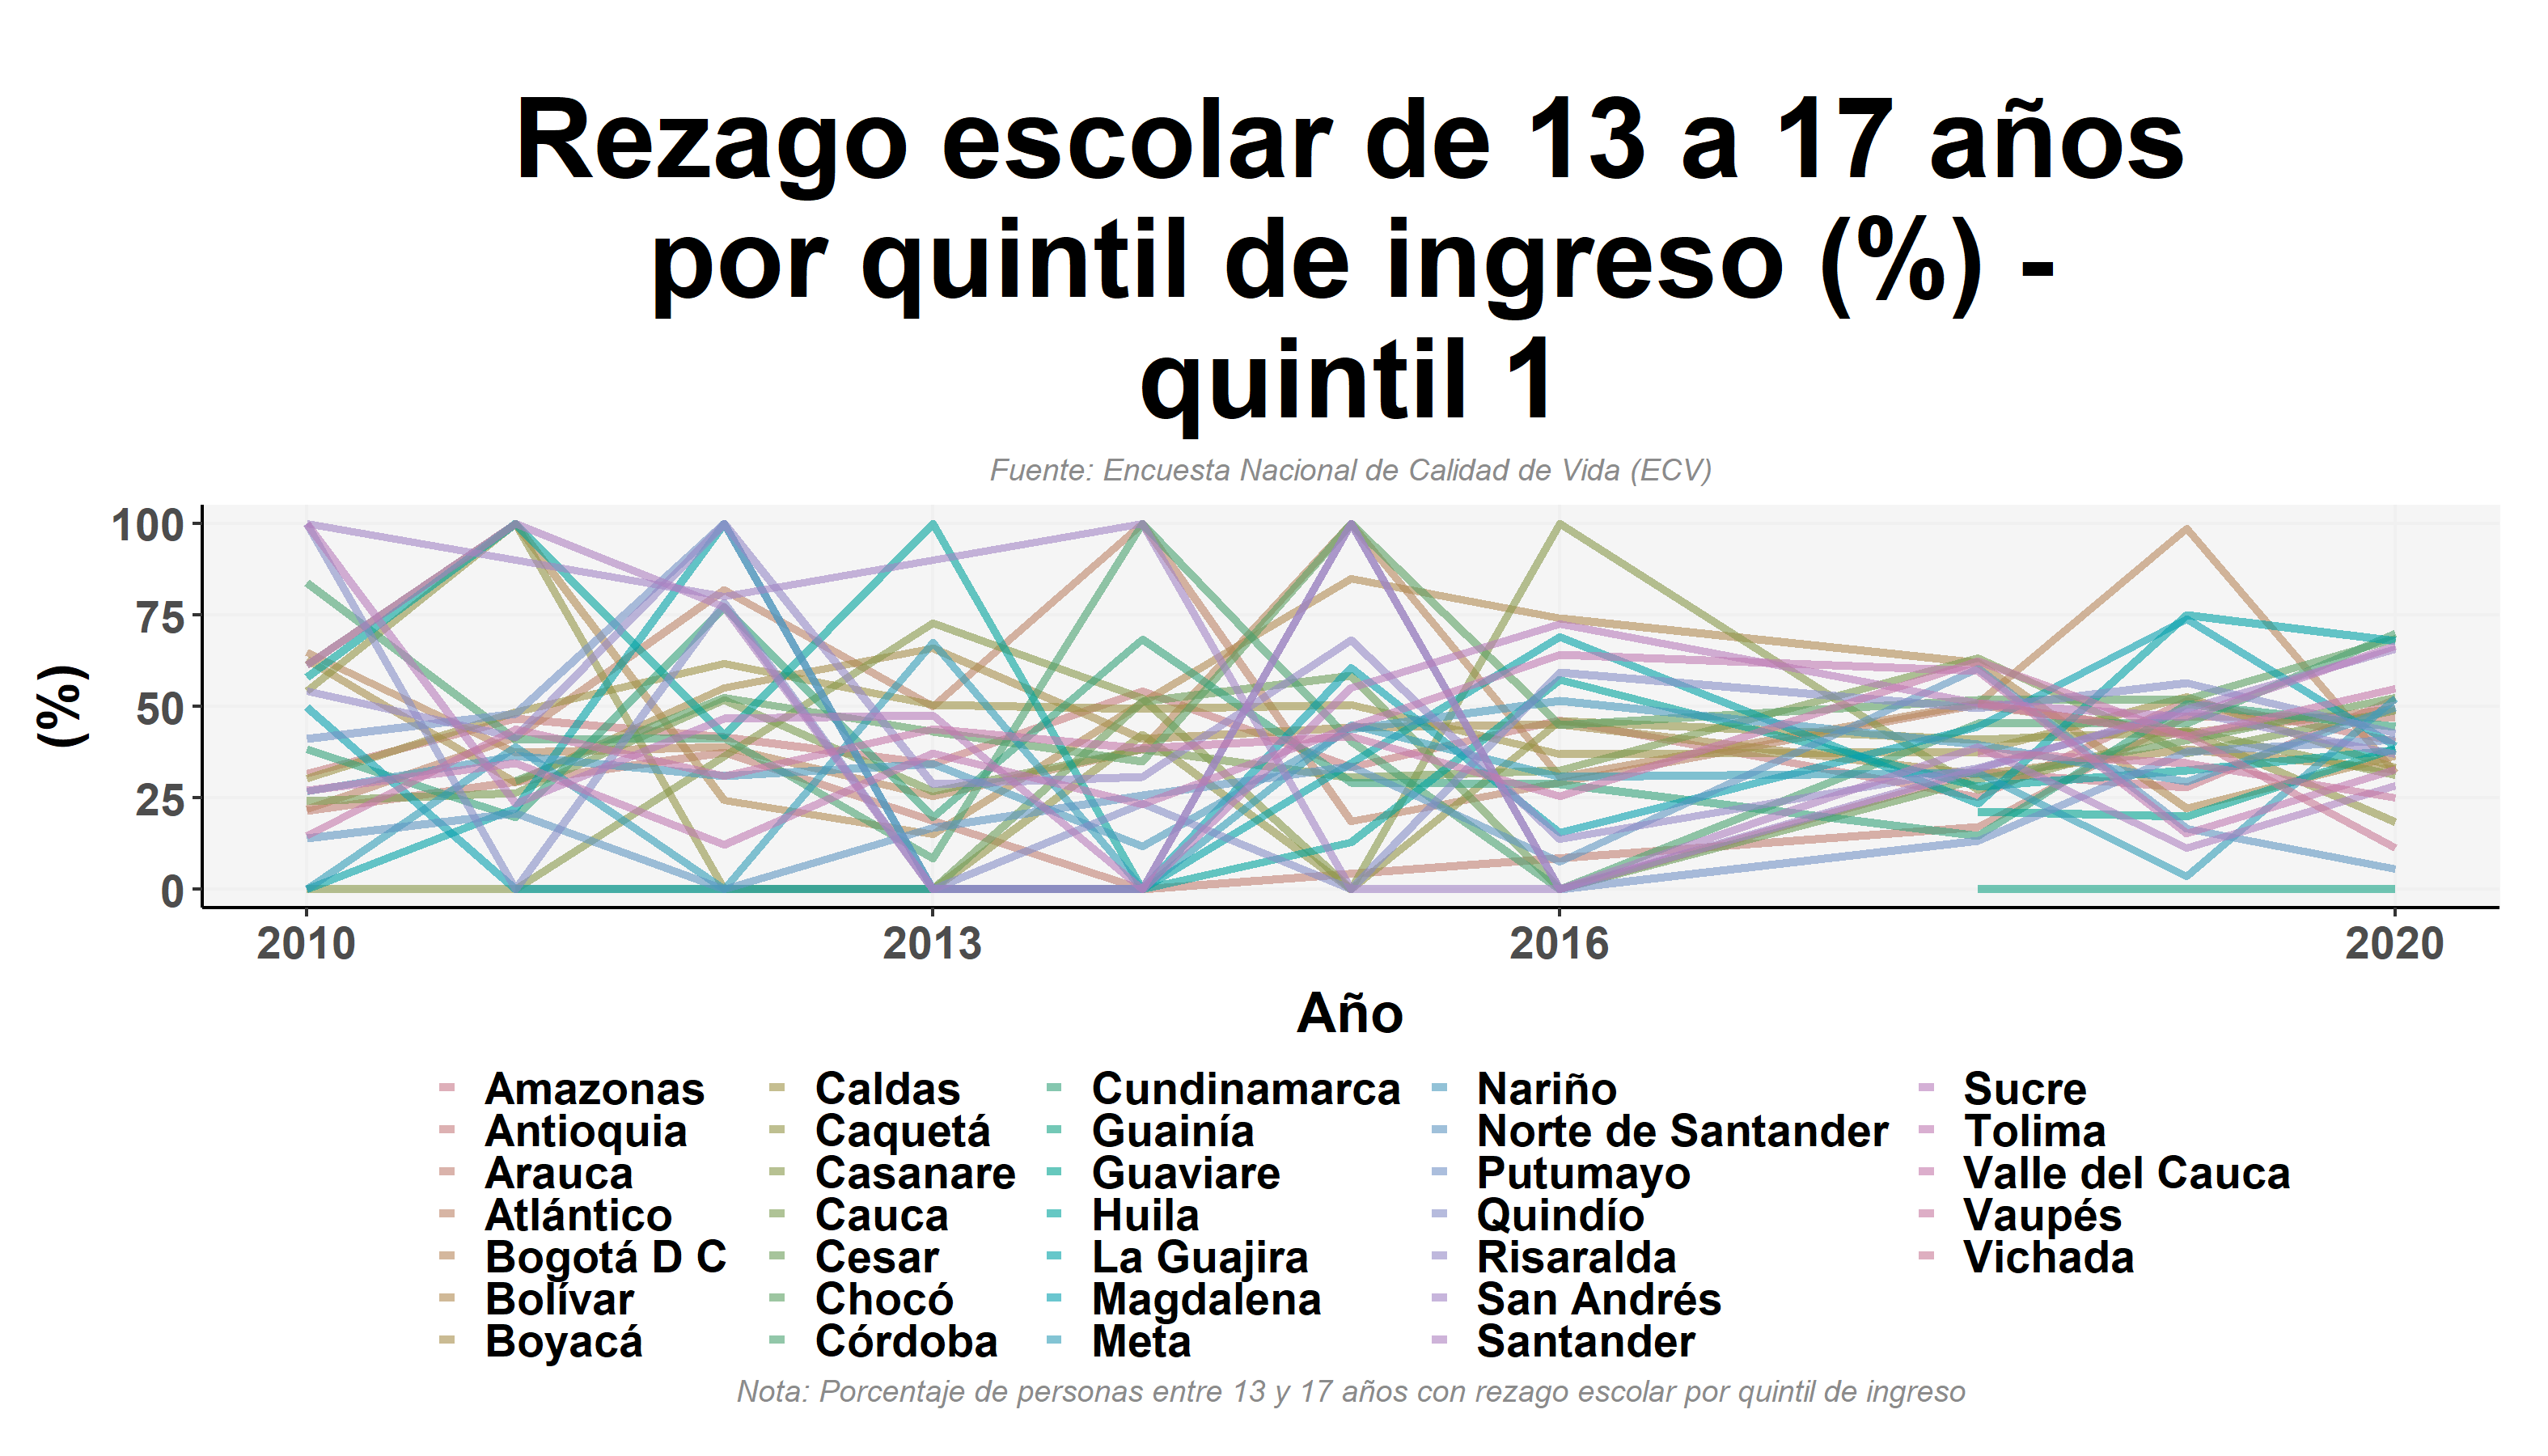 Rezago escolar de 13 a 17 años
por quintil de ingreso (%) -
quintil 1
Fuente: Encuesta Nacional de Calidad de Vida (ECV)
100
75
50
25
0
(%)
2010 2013 2016 2020
Año
Amazonas Caldas Cundinamarca Nariño Sucre
Antioquia Caquetá Guainía Norte de Santander Tolima
Arauca Casanare Guaviare Putumayo Valle del Cauca
Atlántico Cauca Huila Quindío Vaupés
Bogotá D C Cesar La Guajira Risaralda Vichada
Bolívar Chocó Magdalena San Andrés
Boyacá Córdoba Meta Santander
Nota: Porcentaje de personas entre 13 y 17 años con rezago escolar por quintil de ingreso